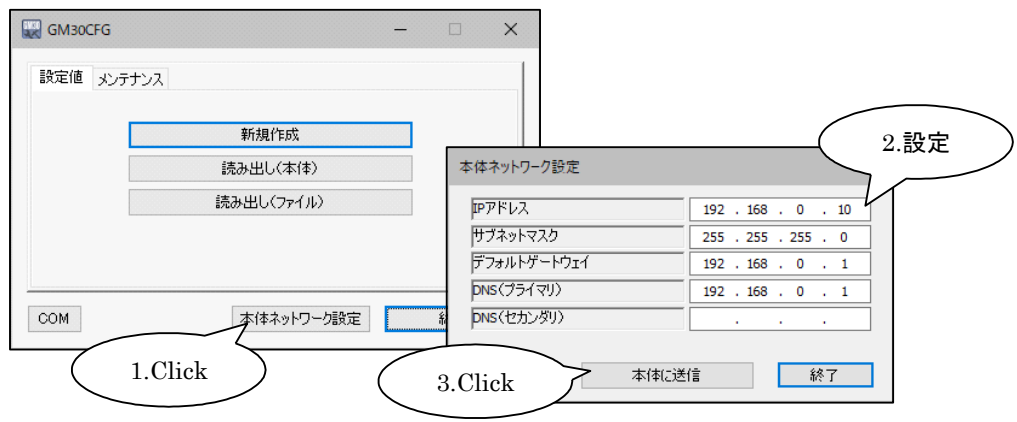 GM30CFG
設定値 メンテナンス
新規作成
読み出し(本体)
読み出し(ファイル)
COM 本体ネットワーク設定
1.Click
本体ネットワーク設定
2.設定
IPアドレス 192 . 168 . 0 . 10
サブネットマスク 255 . 255 . 255 . 0
デフォルトゲートウェイ 192 . 168 . 0 . 1
DNS(プライマリ) 192 . 168 . 0 . 1
DNS(セカンダリ) . . .
3.Click
本体に送信 終了